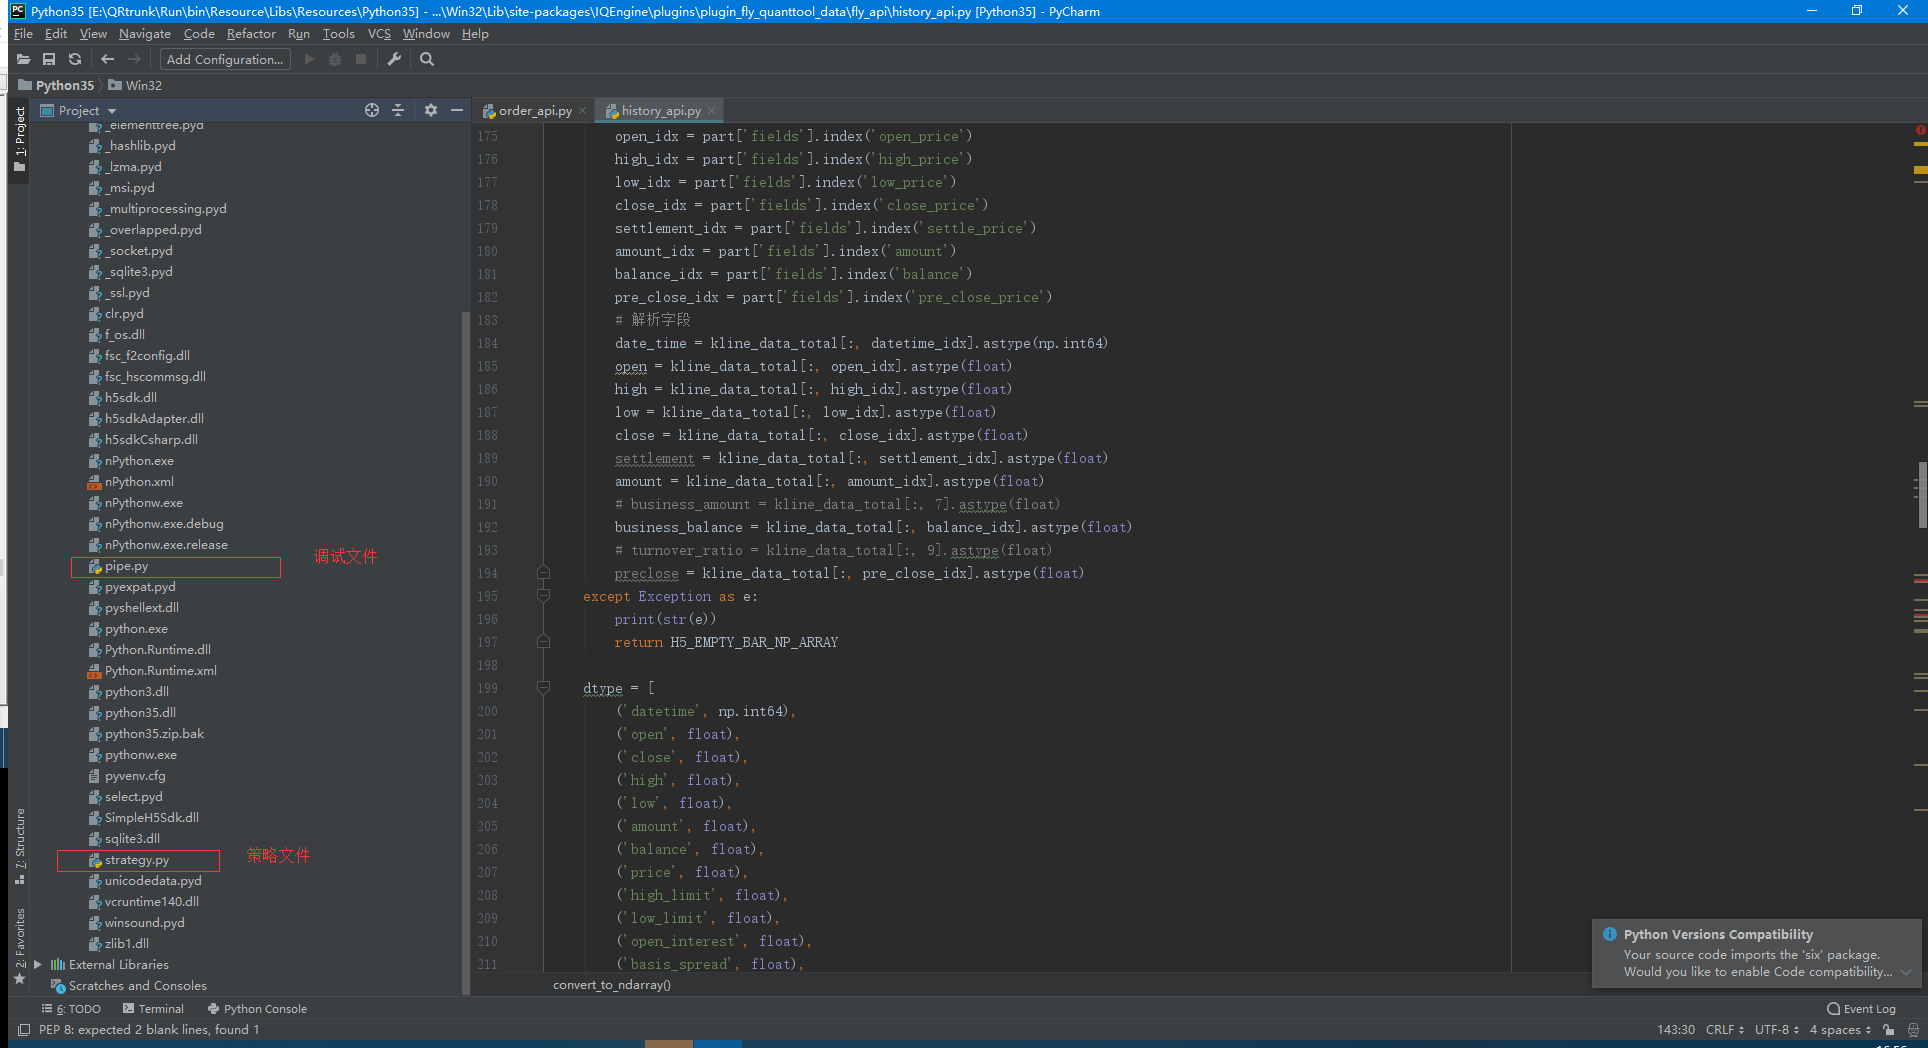 Python35 [E:\QRtrunk\Run\bin\Resource\Libs\Resources\Python35] - ...\Win32\Lib\site-packages\IQEngine\plugins\plugin_fly_quanttool_data\fly_api\history_api.py [Python35] - PyCharm
File Edit View Navigate Code Refactor Run Tools VCS Window Help
Add Configuration...
Python35 Win32
1: Project
Project
_elementtree.pyd
_hashlib.pyd
_lzma.pyd
_msi.pyd
_multiprocessing.pyd
_overlapped.pyd
_socket.pyd
_sqlite3.pyd
_ssl.pyd
clr.pyd
f_os.dll
fsc_f2config.dll
fsc_hscommsg.dll
h5sdk.dll
h5sdkAdapter.dll
h5sdkCsharp.dll
nPython.exe
nPython.xml
nPythonw.exe
nPythonw.exe.debug
nPythonw.exe.release
pipe.py 调试文件
pyexpat.pyd
pyshellext.dll
python.exe
Python.Runtime.dll
Python.Runtime.xml
python3.dll
python35.dll
python35.zip.bak
pythonw.exe
pyvenv.cfg
select.pyd
SimpleH5Sdk.dll
sqlite3.dll
strategy.py 策略文件
unicodedata.pyd
vcruntime140.dll
winsound.pyd
zlib1.dll
External Libraries
Scratches and Consoles
7: Structure
2: Favorites
order_api.py history_api.py
175 open_idx = part['fields'].index('open_price')
176 high_idx = part['fields'].index('high_price')
177 low_idx = part['fields'].index('low_price')
178 close_idx = part['fields'].index('close_price')
179 settlement_idx = part['fields'].index('settle_price')
180 amount_idx = part['fields'].index('amount')
181 balance_idx = part['fields'].index('balance')
182 pre_close_idx = part['fields'].index('pre_close_price')
183 # 解析字段
184 date_time = kline_data_total[:, datetime_idx].astype(np.int64)
185 open = kline_data_total[:, open_idx].astype(float)
186 high = kline_data_total[:, high_idx].astype(float)
187 low = kline_data_total[:, low_idx].astype(float)
188 close = kline_data_total[:, close_idx].astype(float)
189 settlement = kline_data_total[:, settlement_idx].astype(float)
190 amount = kline_data_total[:, amount_idx].astype(float)
191 # business_amount = kline_data_total[:, 7].astype(float)
192 business_balance = kline_data_total[:, balance_idx].astype(float)
193 # turnover_ratio = kline_data_total[:, 9].astype(float)
194 preclose = kline_data_total[:, pre_close_idx].astype(float)
195 except Exception as e:
196 print(str(e))
197 return H5_EMPTY_BAR_NP_ARRAY
198
199 dtype = [
200 ('datetime', np.int64),
201 ('open', float),
202 ('close', float),
203 ('high', float),
204 ('low', float),
205 ('amount', float),
206 ('balance', float),
207 ('price', float),
208 ('high_limit', float),
209 ('low_limit', float),
210 ('open_interest', float),
211 ('basis_spread', float),
convert_to_ndarray()
Python Versions Compatibility
Your source code imports the 'six' package.
Would you like to enable Code compatibility...
6: TODO Terminal Python Console Event Log
PEP 8: expected 2 blank lines, found 1 143:30 CRLF UTF-8 4 spaces